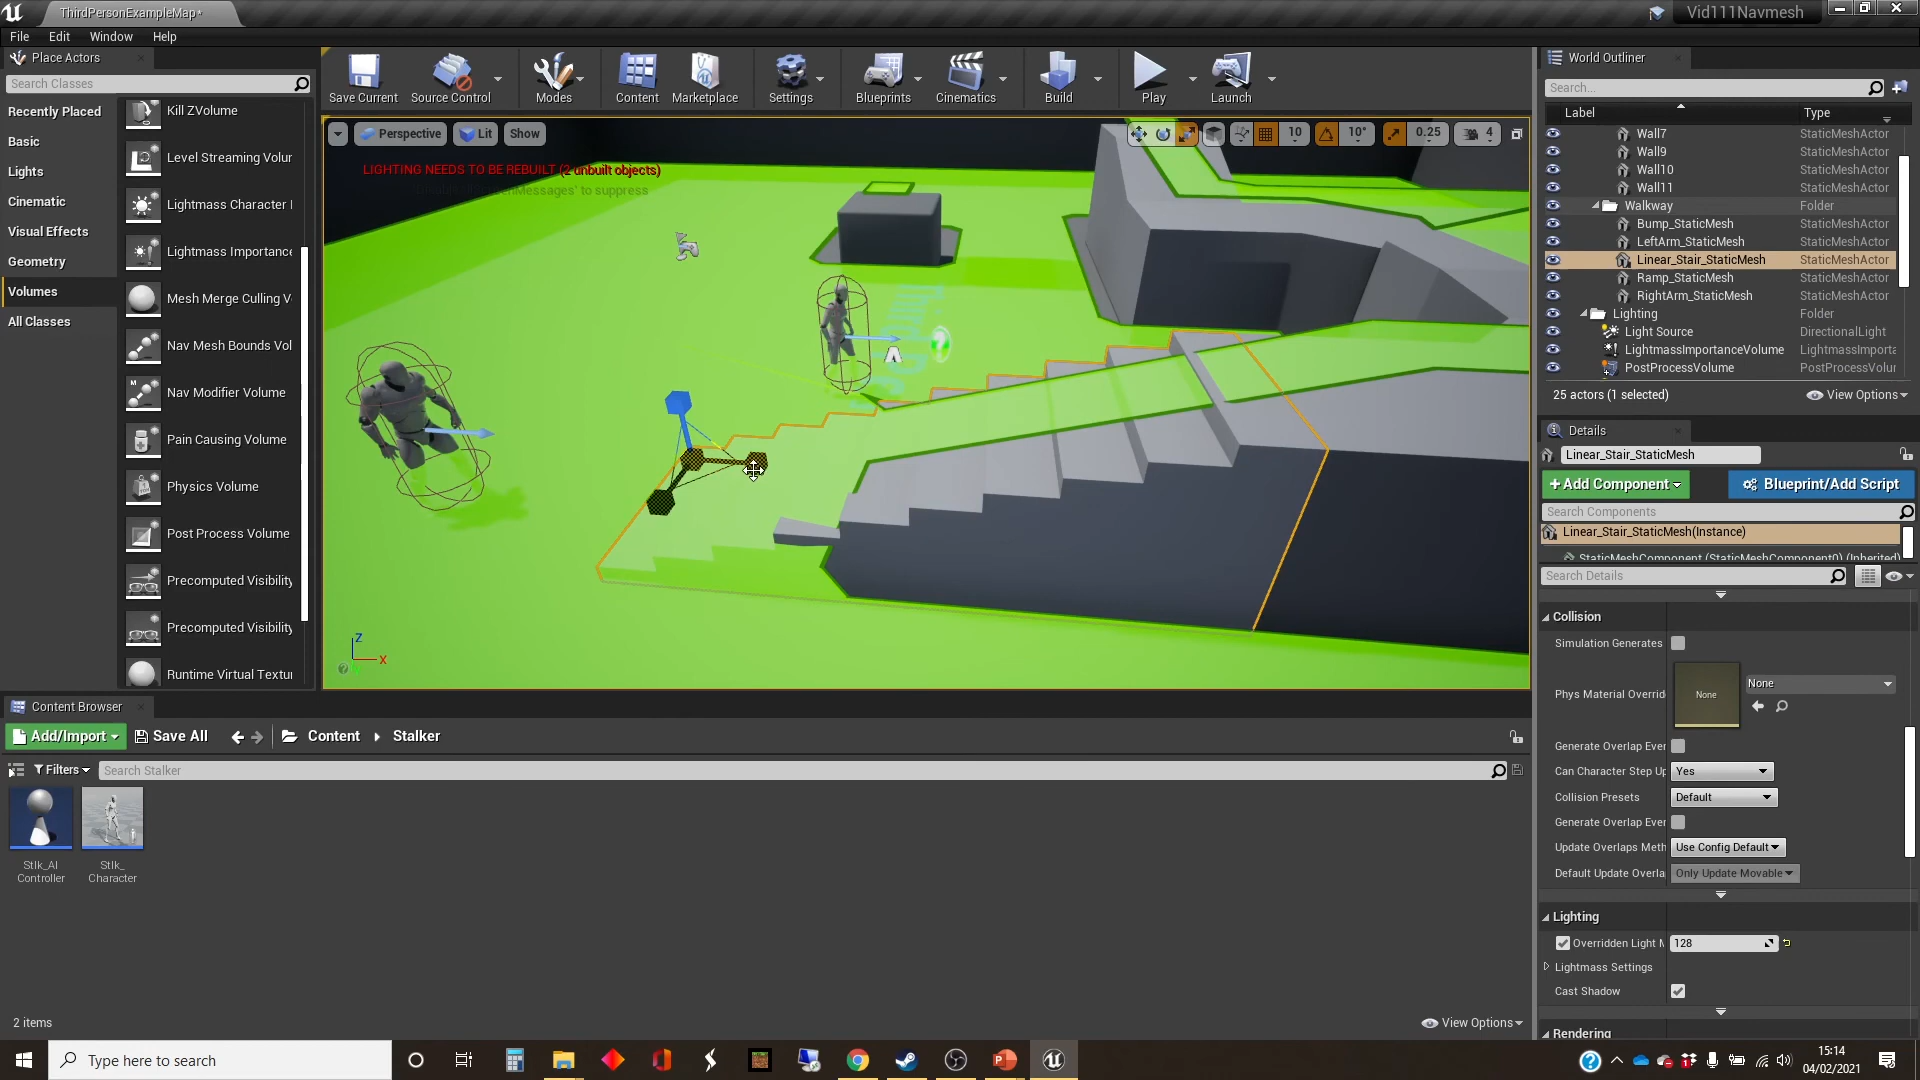 ThirdPersonExampleMap*
Vid111Navmesh
File Edit Window Help
Place Actors
Search Classes
Recently Placed
Basic
Lights
Cinematic
Visual Effects
Geometry
Volumes
All Classes
Kill ZVolume
Level Streaming Volur
Lightmass Character I
Lightmass Importance
Mesh Merge Culling V
Nav Mesh Bounds Vol
Nav Modifier Volume
Pain Causing Volume
Physics Volume
Post Process Volume
Precomputed Visibility
Precomputed Visibility
Runtime Virtual Textur
Save Current Source Control Modes Content Marketplace Settings Blueprints Cinematics Build Play Launch
Perspective Lit Show
10 10° 0.25 4
LIGHTING NEEDS TO BE REBUILT (2 unbuilt objects)
Messages' to suppress
Z
X
World Outliner
Search...
Label Type
Wall7 StaticMeshActor
Wall9 StaticMeshActor
Wall10 StaticMeshActor
Wall11 StaticMeshActor
Walkway Folder
Bump_StaticMesh StaticMeshActor
LeftArm_StaticMesh StaticMeshActor
Linear_Stair_StaticMesh StaticMeshActor
Ramp_StaticMesh StaticMeshActor
RightArm_StaticMesh StaticMeshActor
Lighting Folder
Light Source DirectionalLight
LightmassImportanceVolume LightmassImporta
PostProcessVolume PostProcessVolur
25 actors (1 selected) View Options
Details
Linear_Stair_StaticMesh
+Add Component Blueprint/Add Script
Search Components
Linear_Stair_StaticMesh(Instance)
StaticMeshComponent (StaticMeshComponent0) (Inherited)
Search Details
Collision
Simulation Generates
Phys Material Overrid None None
Generate Overlap Ever
Can Character Step Up Yes
Collision Presets Default
Generate Overlap Ever
Update Overlaps Meth Use Config Default
Default Update Overla Only Update Movable
Lighting
Overridden Light M 128
Lightmass Settings
Cast Shadow
Rendering
Content Browser
Add/Import Save All Content Stalker
Filters Search Stalker
Stlk_AI
Controller
Stlk_
Character
2 items View Options
Type here to search
15:14
04/02/2021